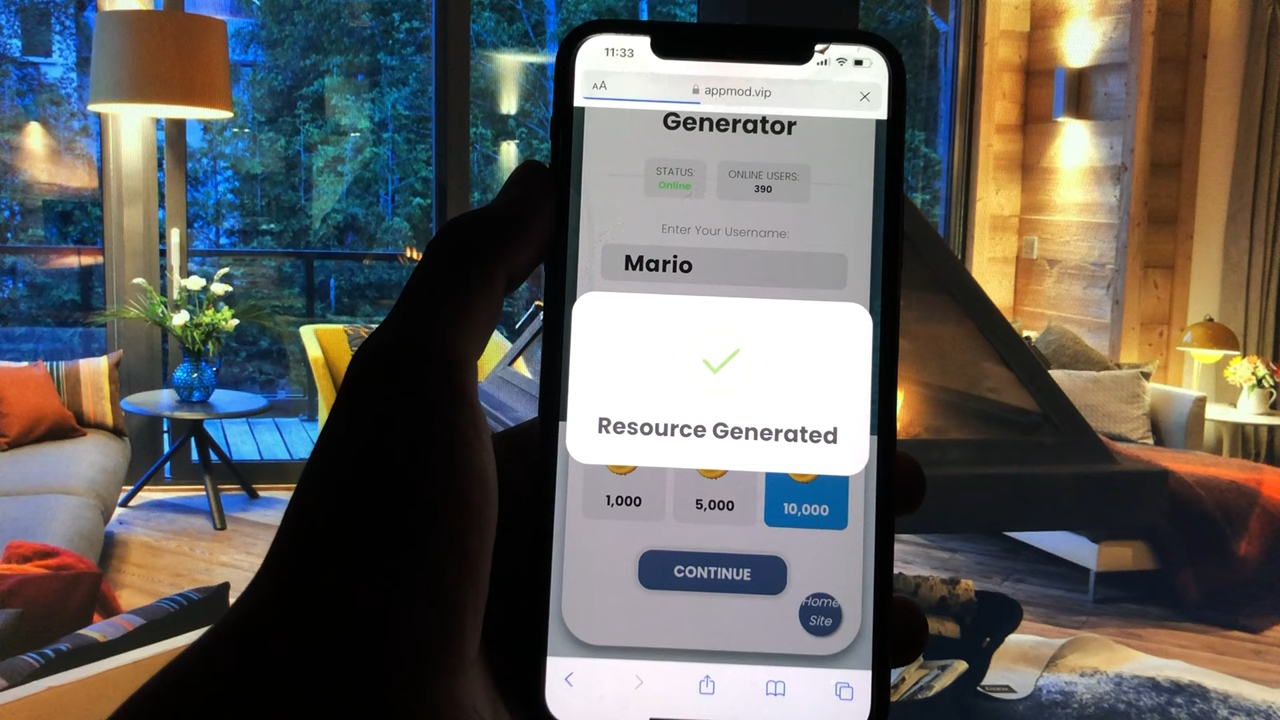 11:33
AA
appmod.vip
Generator
STATUS:
Online
ONLINE USERS:
390
Enter Your Username:
Mario
Resource Generated
1,000
5,000
10,000
CONTINUE
Home
Site